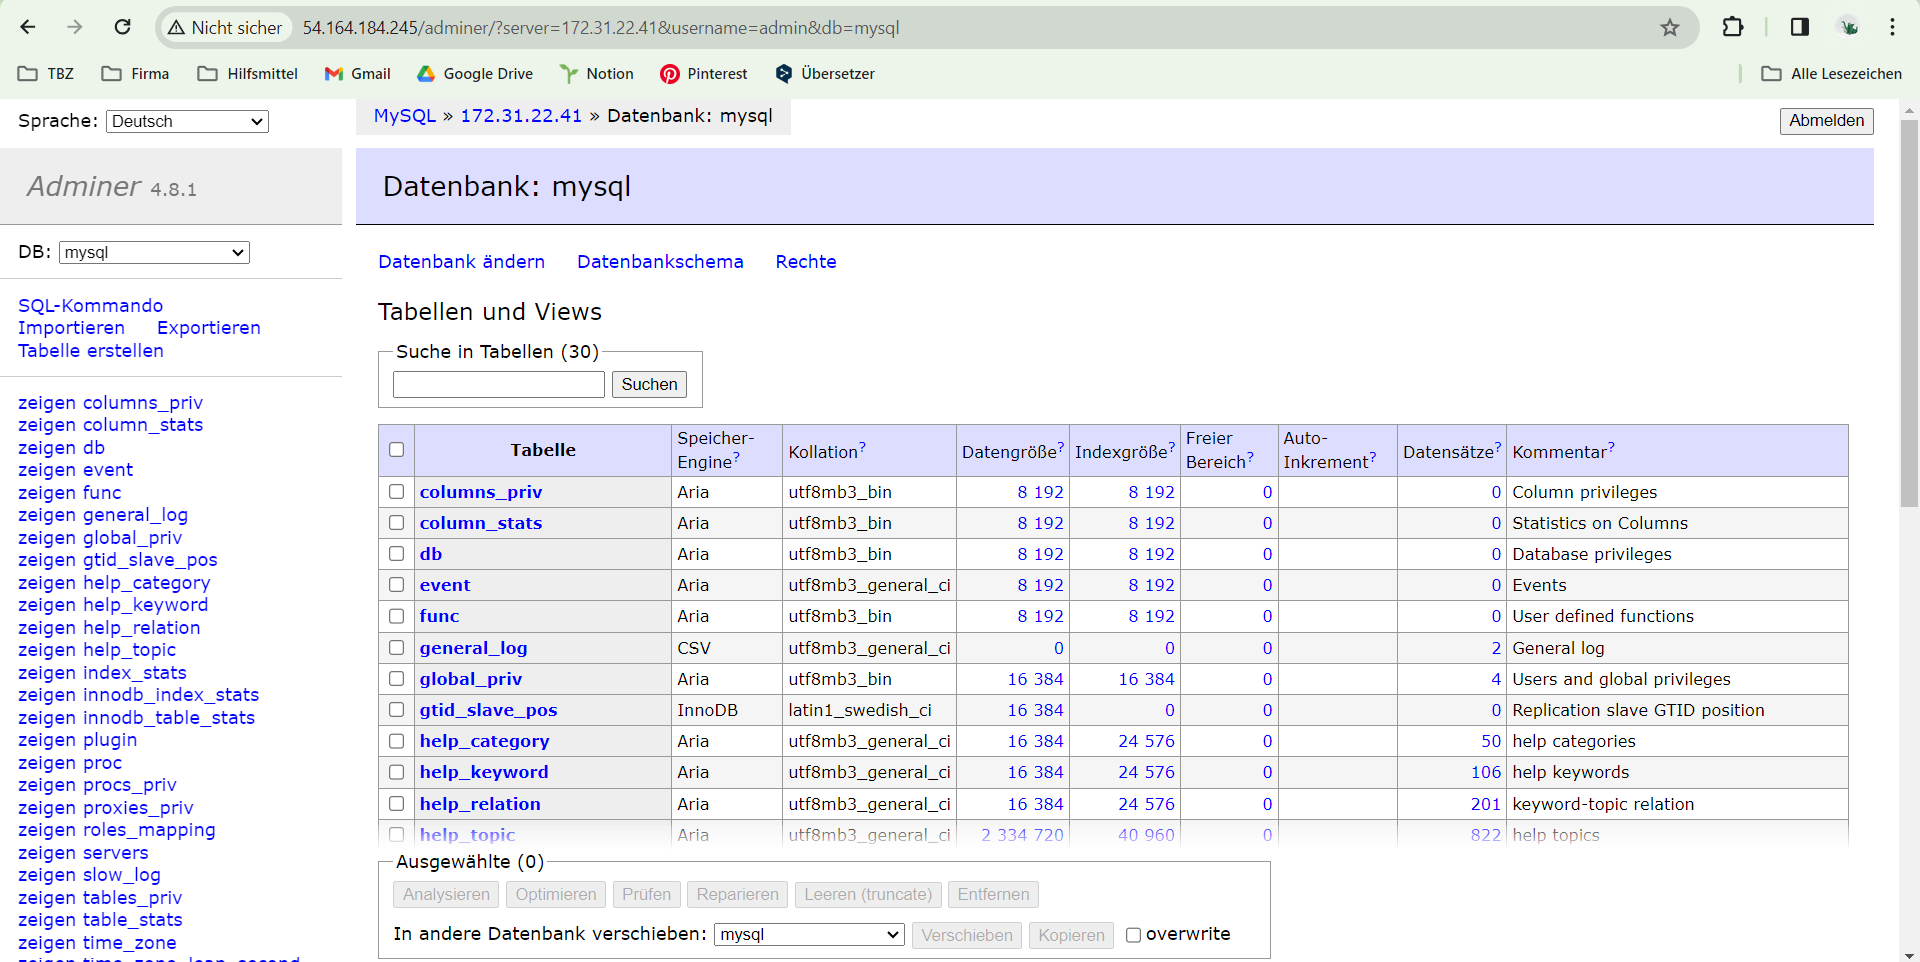 Nicht sicher 54.164.184.245/adminer/?server=172.31.22.41&username=admin&db=mysql
TBZ Firma Hilfsmittel Gmail Google Drive Notion Pinterest Übersetzer Alle Lesezeichen
Sprache: Deutsch
MySQL » 172.31.22.41 » Datenbank: mysql
Abmelden
Adminer 4.8.1
Datenbank: mysql
DB: mysql
SQL-Kommando
Importieren Exportieren
Tabelle erstellen
zeigen columns_priv
zeigen column_stats
zeigen db
zeigen event
zeigen func
zeigen general_log
zeigen global_priv
zeigen gtid_slave_pos
zeigen help_category
zeigen help_keyword
zeigen help_relation
zeigen help_topic
zeigen index_stats
zeigen innodb_index_stats
zeigen innodb_table_stats
zeigen plugin
zeigen proc
zeigen procs_priv
zeigen proxies_priv
zeigen roles_mapping
zeigen servers
zeigen slow_log
zeigen tables_priv
zeigen table_stats
zeigen time_zone
zeigen time_zone_leap_second
Datenbank ändern Datenbankschema Rechte
Tabellen und Views
Suche in Tabellen (30)
Suchen
Tabelle Speicher-Engine? Kollation? Datengröße? Indexgröße? Freier Bereich? Auto-Inkrement? Datensätze? Kommentar?
columns_priv Aria utf8mb3_bin 8 192 8 192 0 0 Column privileges
column_stats Aria utf8mb3_bin 8 192 8 192 0 0 Statistics on Columns
db Aria utf8mb3_bin 8 192 8 192 0 0 Database privileges
event Aria utf8mb3_general_ci 8 192 8 192 0 0 Events
func Aria utf8mb3_bin 8 192 8 192 0 0 User defined functions
general_log CSV utf8mb3_general_ci 0 0 0 2 General log
global_priv Aria utf8mb3_bin 16 384 16 384 0 4 Users and global privileges
gtid_slave_pos InnoDB latin1_swedish_ci 16 384 0 0 0 Replication slave GTID position
help_category Aria utf8mb3_general_ci 16 384 24 576 0 50 help categories
help_keyword Aria utf8mb3_general_ci 16 384 24 576 0 106 help keywords
help_relation Aria utf8mb3_general_ci 16 384 24 576 0 201 keyword-topic relation
help_topic Aria utf8mb3_general_ci 2 334 720 40 960 0 822 help topics
Ausgewählte (0)
Analysieren Optimieren Prüfen Reparieren Leeren (truncate) Entfernen
In andere Datenbank verschieben: mysql Verschieben Kopieren overwrite